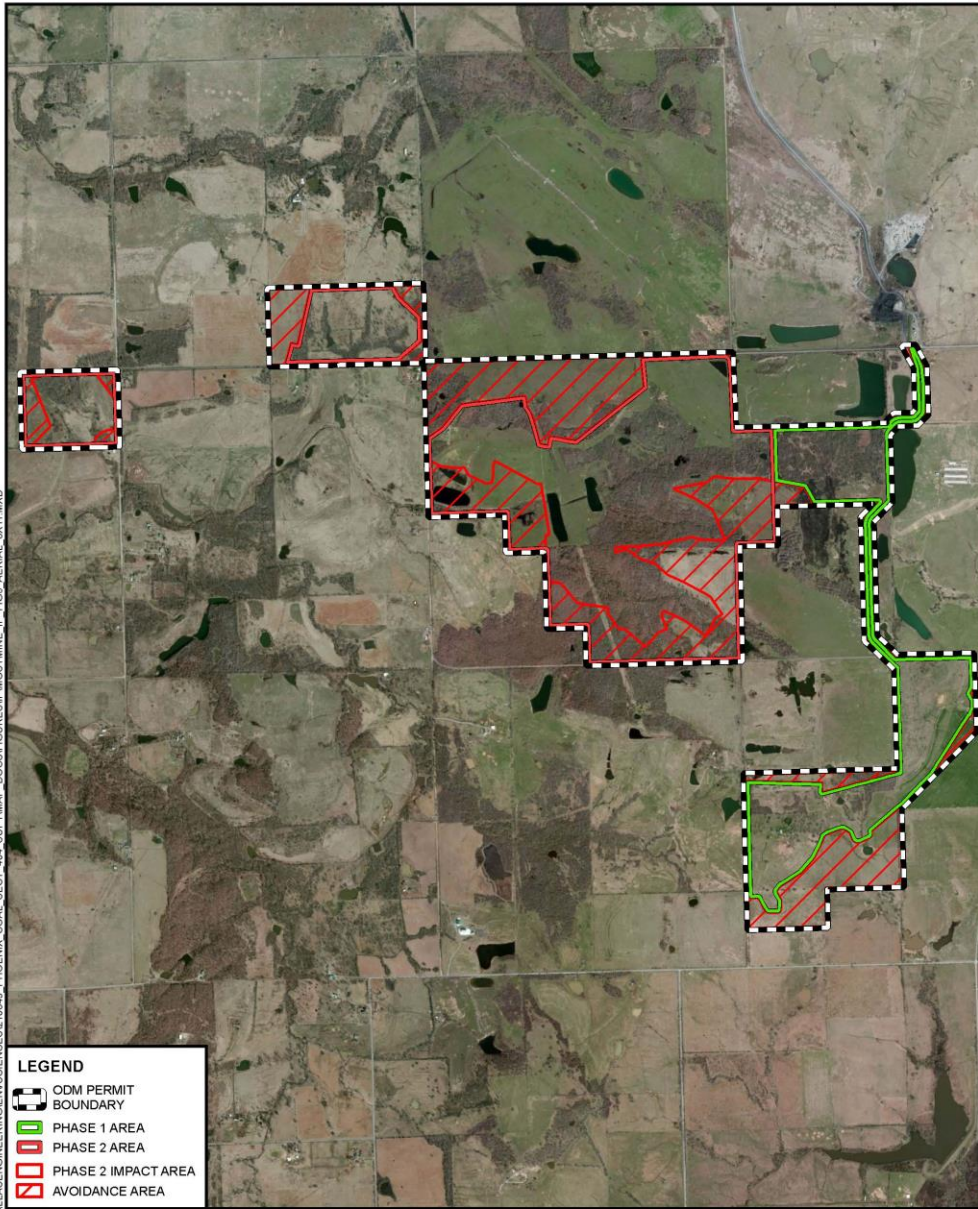 LEGEND
ODM PERMIT
BOUNDARY
PHASE 1 AREA
PHASE 2 AREA
PHASE 2 IMPACT AREA
AVOIDANCE AREA